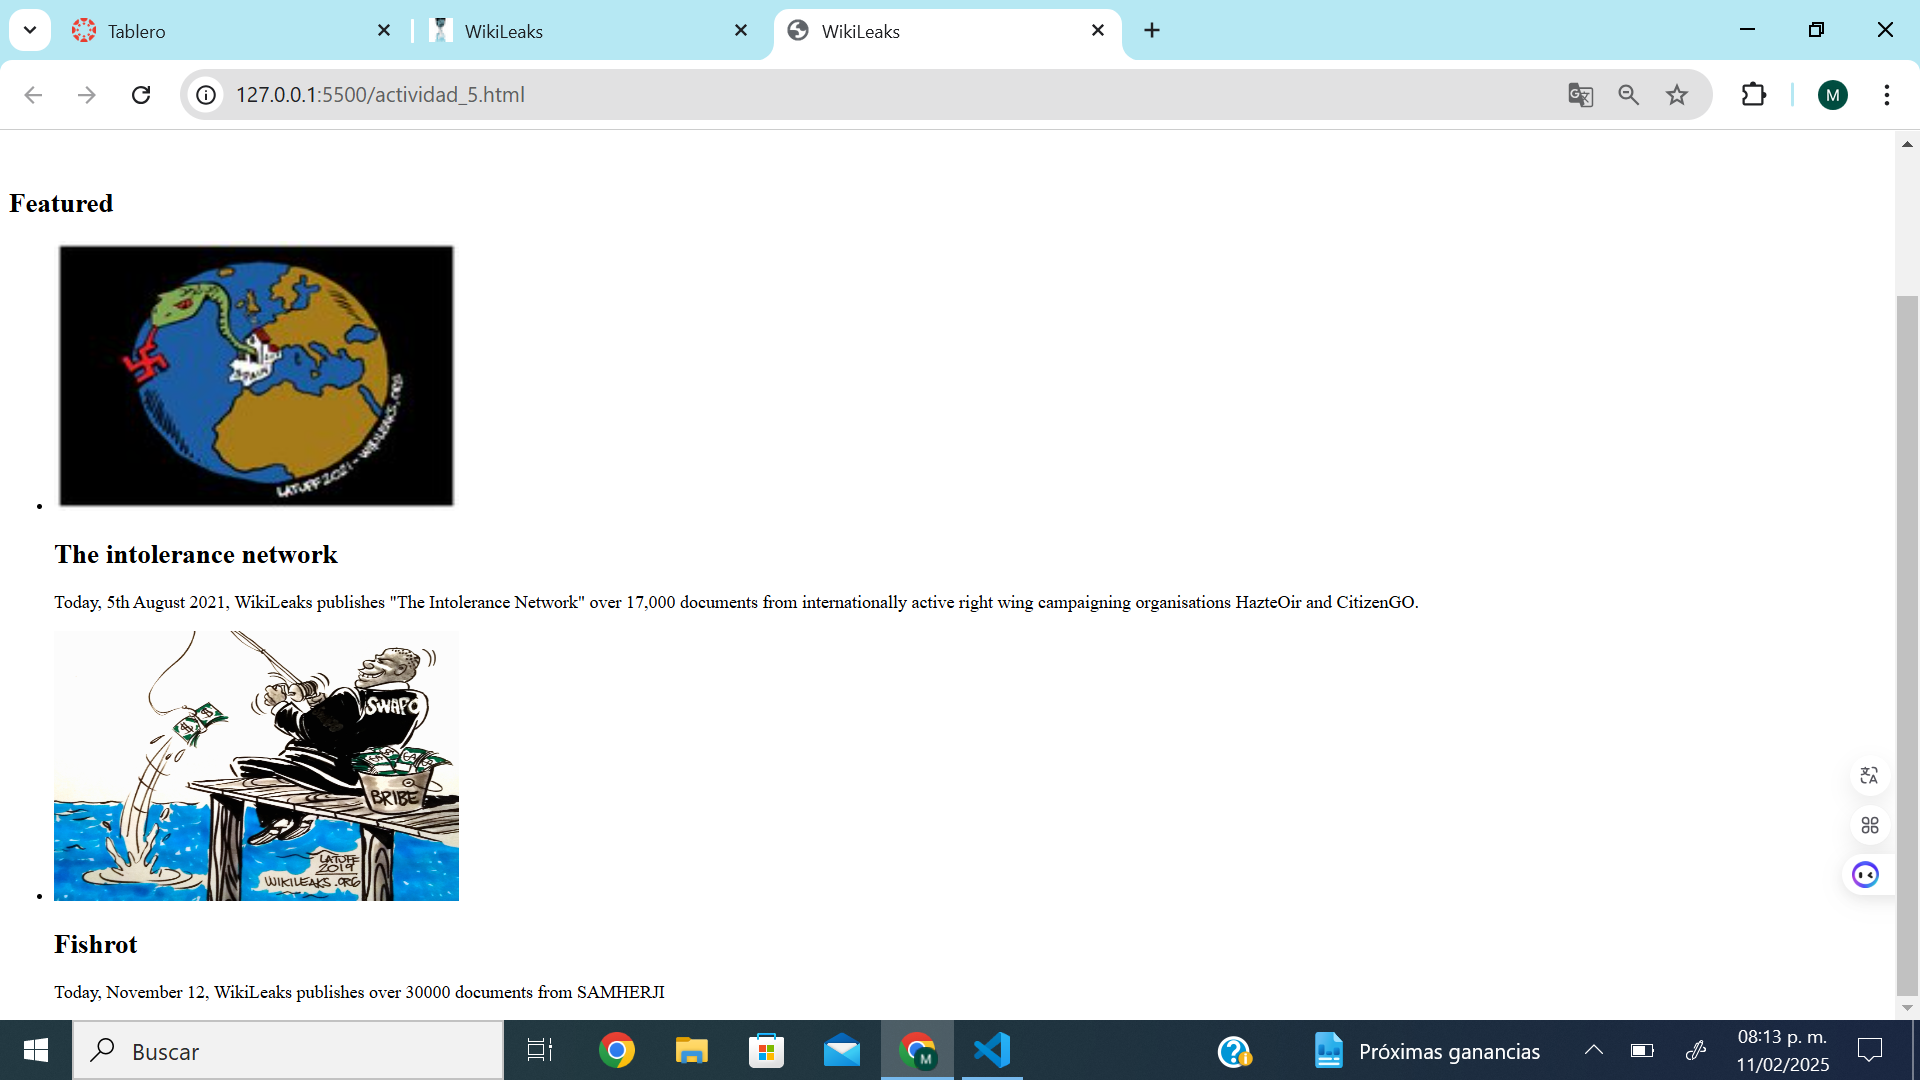 Tablero
WikiLeaks
WikiLeaks
127.0.0.1:5500/actividad_5.html
M
Featured
SPAIN
LATUFF 2021 - WIKILEAKS.ORG
The intolerance network
Today, 5th August 2021, WikiLeaks publishes "The Intolerance Network" over 17,000 documents from internationally active right wing campaigning organisations HazteOir and CitizenGO.
SWAPO
BRIBE
LATUFF
2019
WIKILEAKS.ORG
Fishrot
Today, November 12, WikiLeaks publishes over 30000 documents from SAMHERJI
Buscar
M
Próximas ganancias
08:13 p. m.
11/02/2025